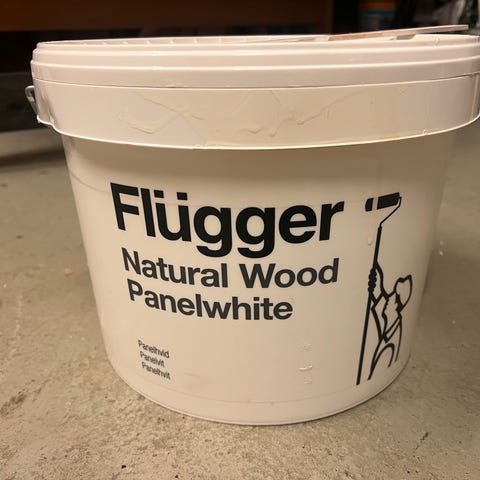 Flügger
Natural Wood
Panelwhite
Panelhvid
Panelvit
Panelhvit